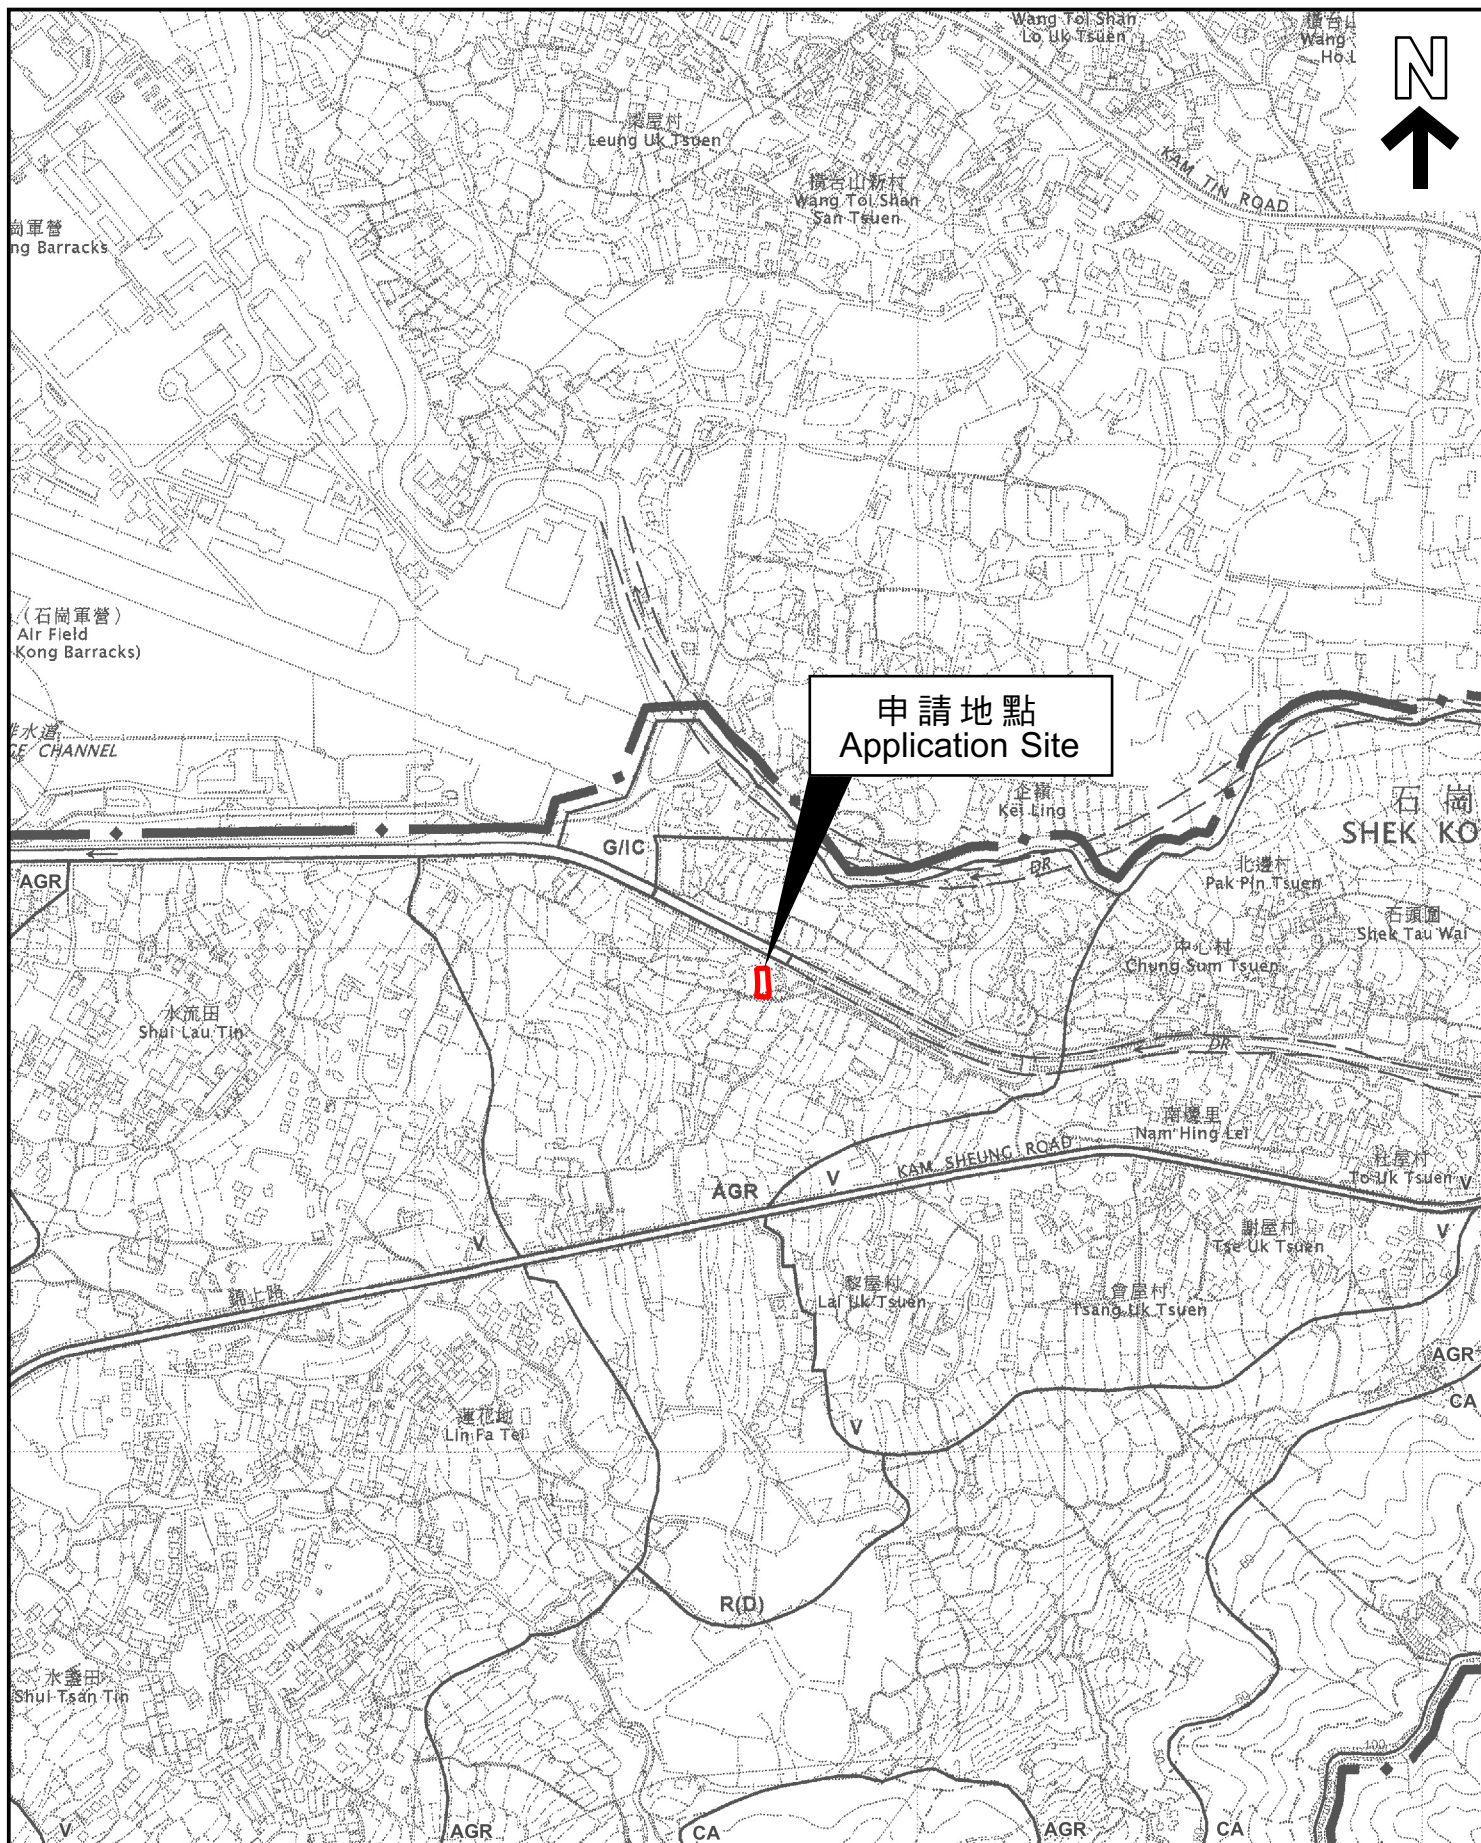 Wang Toi Shan
Lo Uk Tsuen
Wang
N
梁屋村
Leung Uk Tsuen
橫台山新村
Wang Toi Shan
San Tsuen
KAM TIN ROAD
崗軍營
ng Barracks
(石崗軍營)
Air Field
Kong Barracks)
申請地點
Application Site
排水道
GE CHANNEL
企嶺
Kei Ling
石崗
SHEK KO
G/IC
DR
AGR
北邊村
Pak Pin Tsuen
石頭圍
Shek Tau Wai
中心村
Chung Sum Tsuen
水流田
Shui Lau Tin
DR
南慶里
Nam Hing Lei
KAM SHEUNG ROAD
杜屋村
To Uk Tsuen
V
AGR
V
謝屋村
Tse Uk Tsuen
V
V
錦上路
黎屋村
Lai Uk Tsuen
曾屋村
Tsang Uk Tsuen
AGR
CA
蓮花地
Lin Fa Tei
V
R(D)
水盞田
Shui Tsan Tin
100
V
AGR
CA
AGR
CA